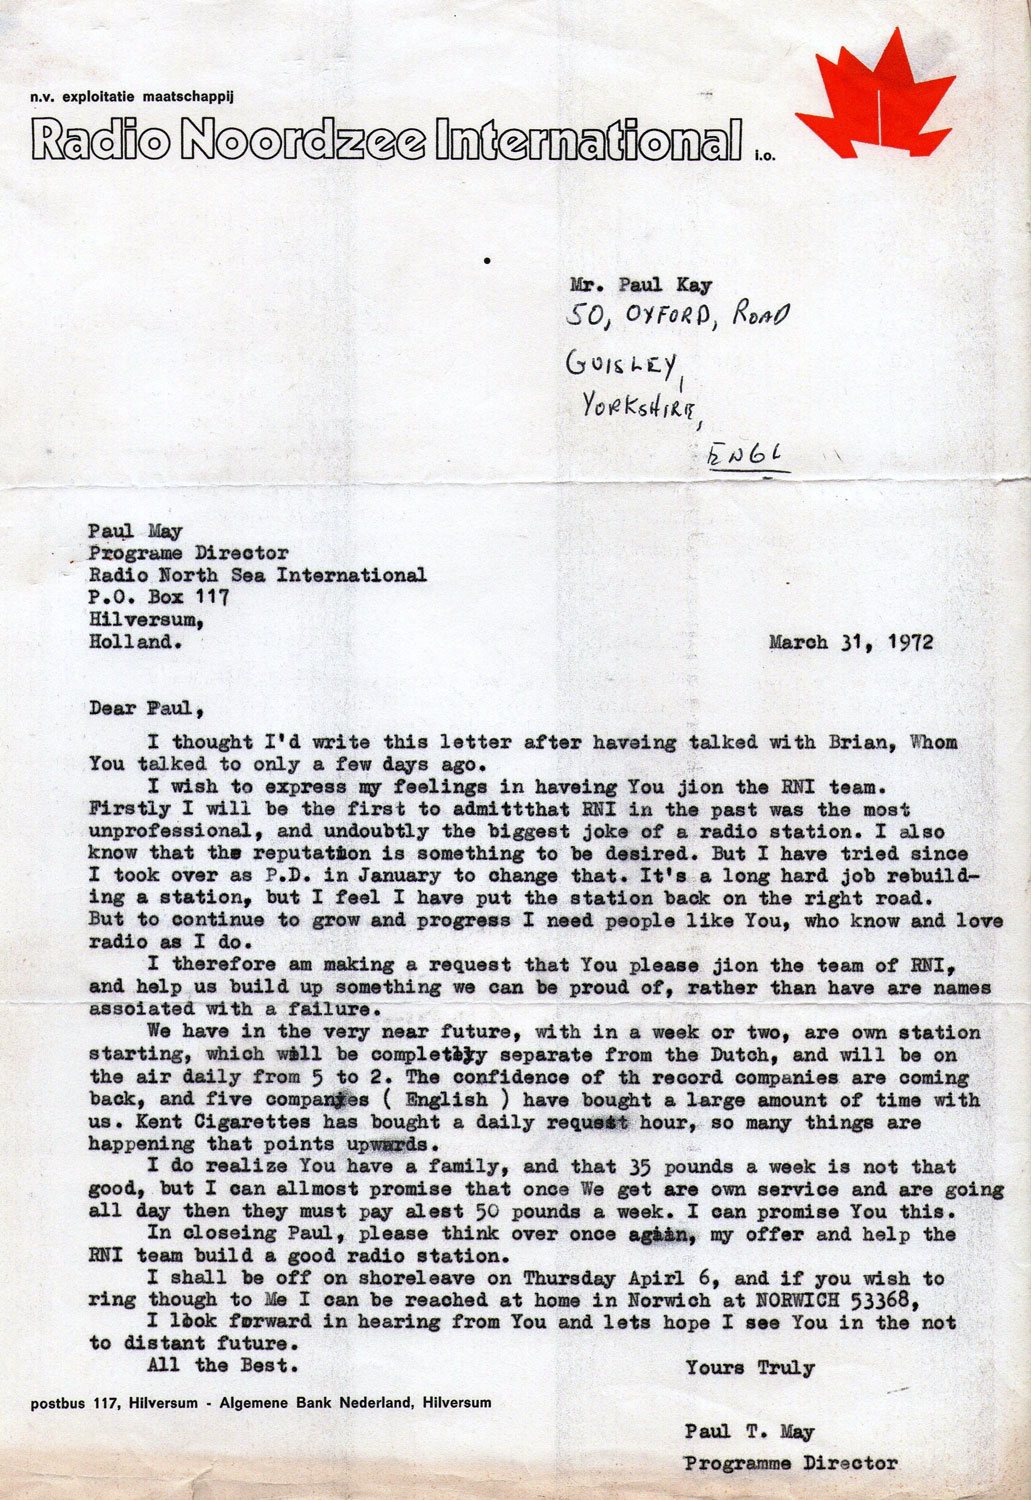 n.v. exploitatie maatschappij
Radio Noordzee International i.o.
Mr. Paul Kay
50, OXFORD, ROAD
GUISLEY,
YORKSHIRE,
ENGL
Paul May
Programe Director
Radio North Sea International
P.O. Box 117
Hilversum,
Holland.
March 31, 1972
Dear Paul,
I thought I'd write this letter after haveing talked with Brian, Whom
You talked to only a few days ago.
I wish to express my feelings in haveing You jion the RNI team.
Firstly I will be the first to admittthat RNI in the past was the most
unprofessional, and undoubtly the biggest joke of a radio station. I also
know that the reputation is something to be desired. But I have tried since
I took over as P.D. in January to change that. It's a long hard job rebuild-
ing a station, but I feel I have put the station back on the right road.
But to continue to grow and progress I need people like You, who know and love
radio as I do.
I therefore am making a request that You please jion the team of RNI,
and help us build up something we can be proud of, rather than have are names
assoiated with a failure.
We have in the very near future, with in a week or two, are own station
starting, which will be completly separate from the Dutch, and will be on
the air daily from 5 to 2. The confidence of th record companies are coming
back, and five companies ( English ) have bought a large amount of time with
us. Kent Cigarettes has bought a daily request hour, so many things are
happening that points upwards.
I do realize You have a family, and that 35 pounds a week is not that
good, but I can allmost promise that once We get are own service and are going
all day then they must pay alest 50 pounds a week. I can promise You this.
In closeing Paul, please think over once again, my offer and help the
RNI team build a good radio station.
I shall be off on shoreleave on Thursday Apirl 6, and if you wish to
ring though to Me I can be reached at home in Norwich at NORWICH 53368,
I look forward in hearing from You and lets hope I see You in the not
to distant future.
All the Best.
Yours Truly
postbus 117, Hilversum - Algemene Bank Nederland, Hilversum
Paul T. May
Programme Director